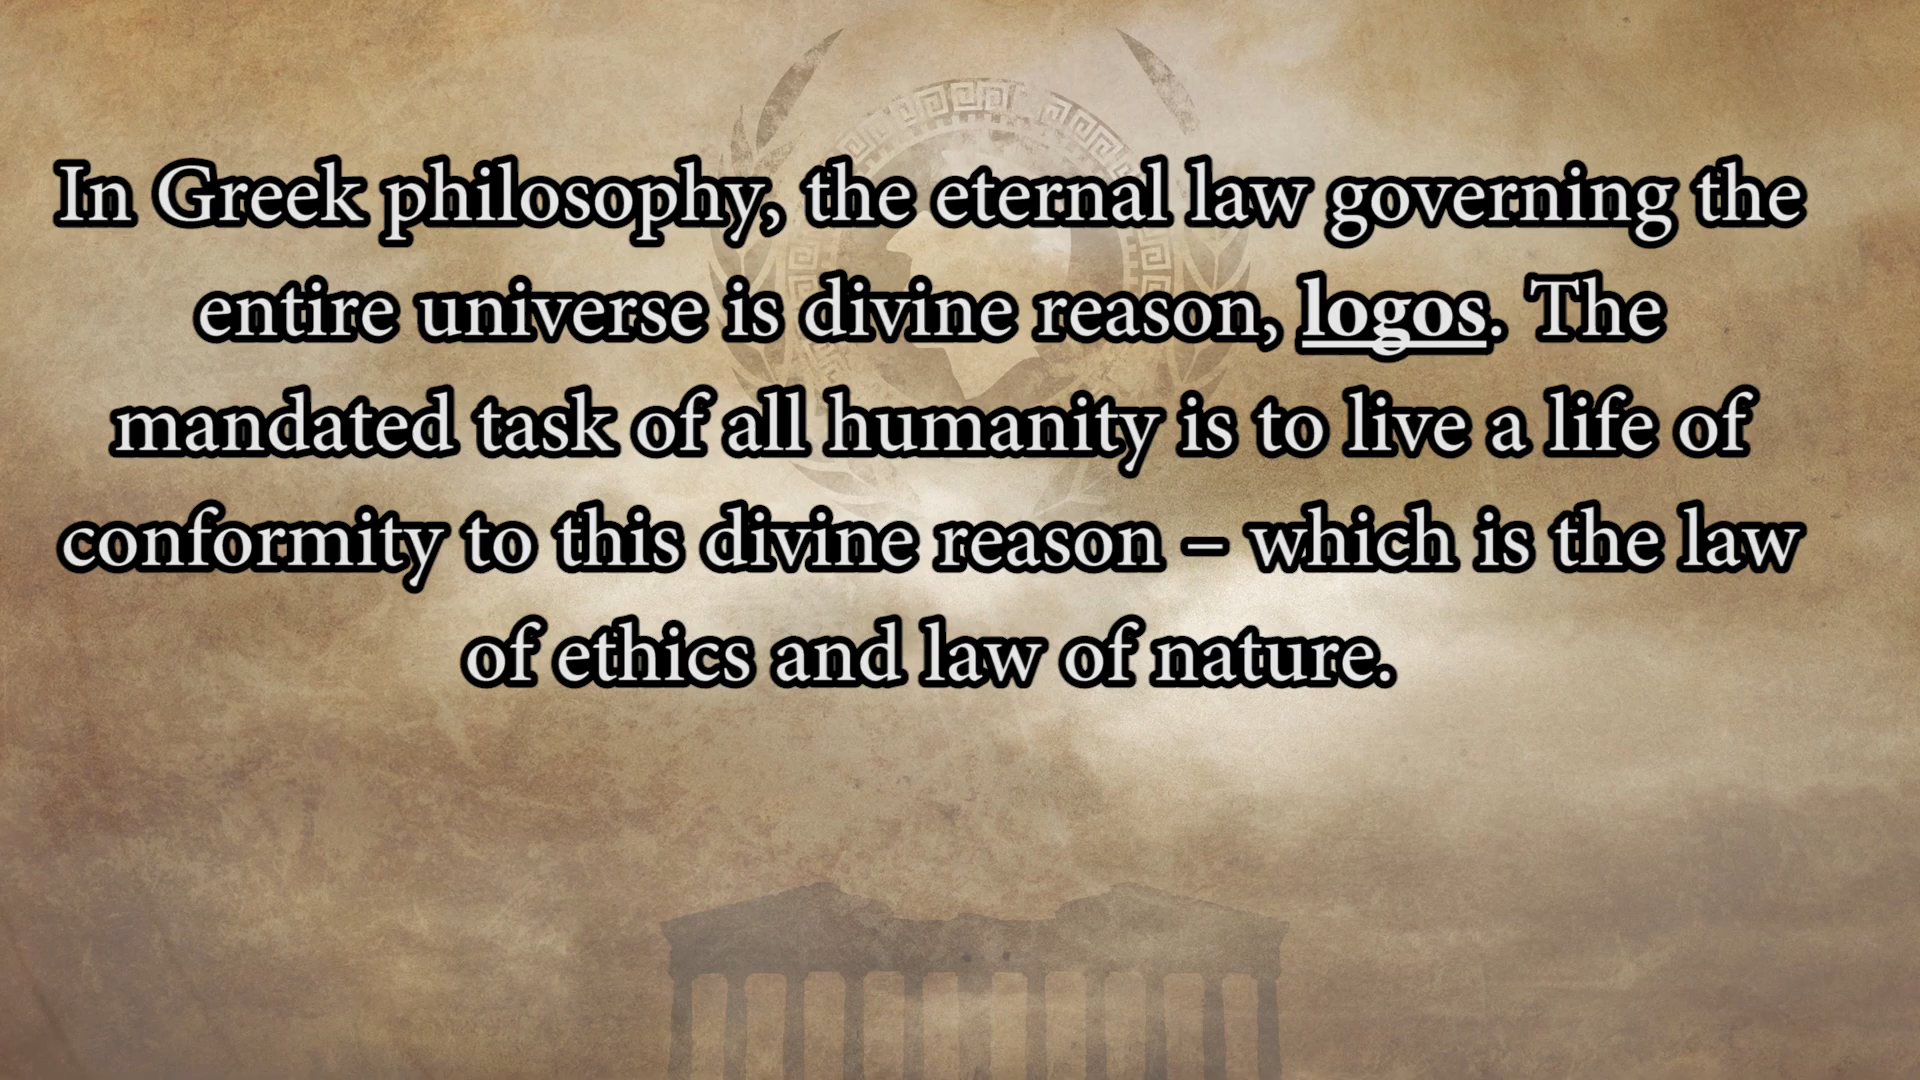 In Greek philosophy, the eternal law governing the
entire universe is divine reason, logos. The
mandated task of all humanity is to live a life of
conformity to this divine reason – which is the law
of ethics and law of nature.